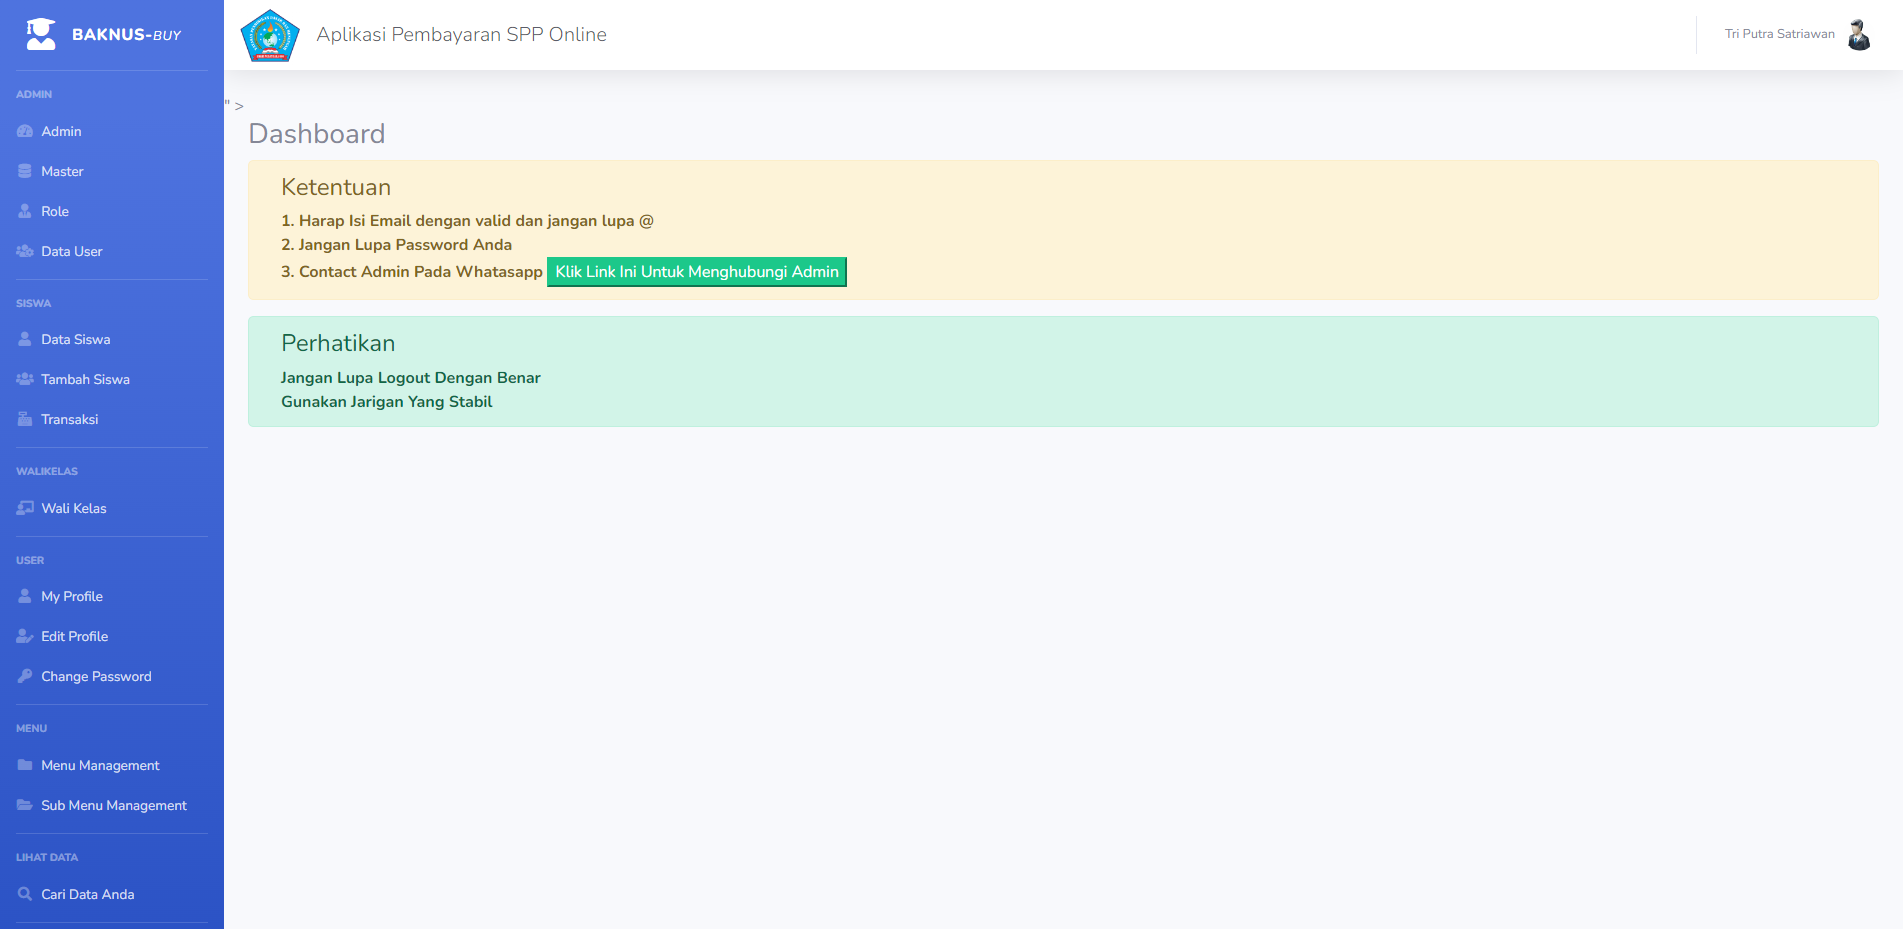 BAKNUS-BUY
Aplikasi Pembayaran SPP Online
Tri Putra Satriawan
ADMIN
Admin
Master
Role
Data User
SISWA
Data Siswa
Tambah Siswa
Transaksi
WALIKELAS
Wali Kelas
USER
My Profile
Edit Profile
Change Password
MENU
Menu Management
Sub Menu Management
LIHAT DATA
Cari Data Anda
" >
Dashboard
Ketentuan
1. Harap Isi Email dengan valid dan jangan lupa @
2. Jangan Lupa Password Anda
3. Contact Admin Pada Whatasapp Klik Link Ini Untuk Menghubungi Admin
Perhatikan
Jangan Lupa Logout Dengan Benar
Gunakan Jarigan Yang Stabil